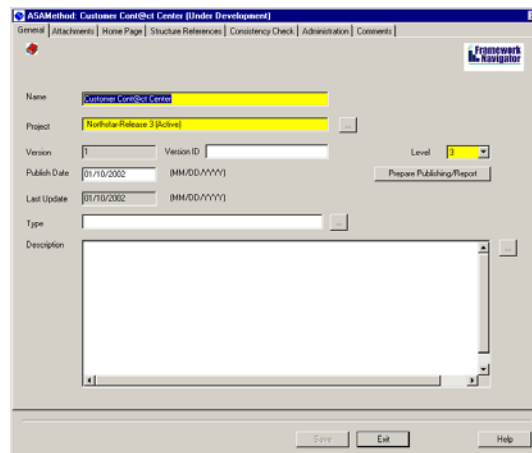 ASAMethod: Customer Cont@ct Center (Under Development)
General Attachments Home Page Structure References Consistency Check Administration Comments
Framework
Navigator
Name Customer Cont@ct Center
Project Northstar-Release 3 (Active) ...
Version 1 Version ID Level 3
Publish Date 01/10/2002 (MM/DD/YYYY) Prepare Publishing/Report
Last Update 01/10/2002 (MM/DD/YYYY)
Type ...
Description ...
Save Exit Help